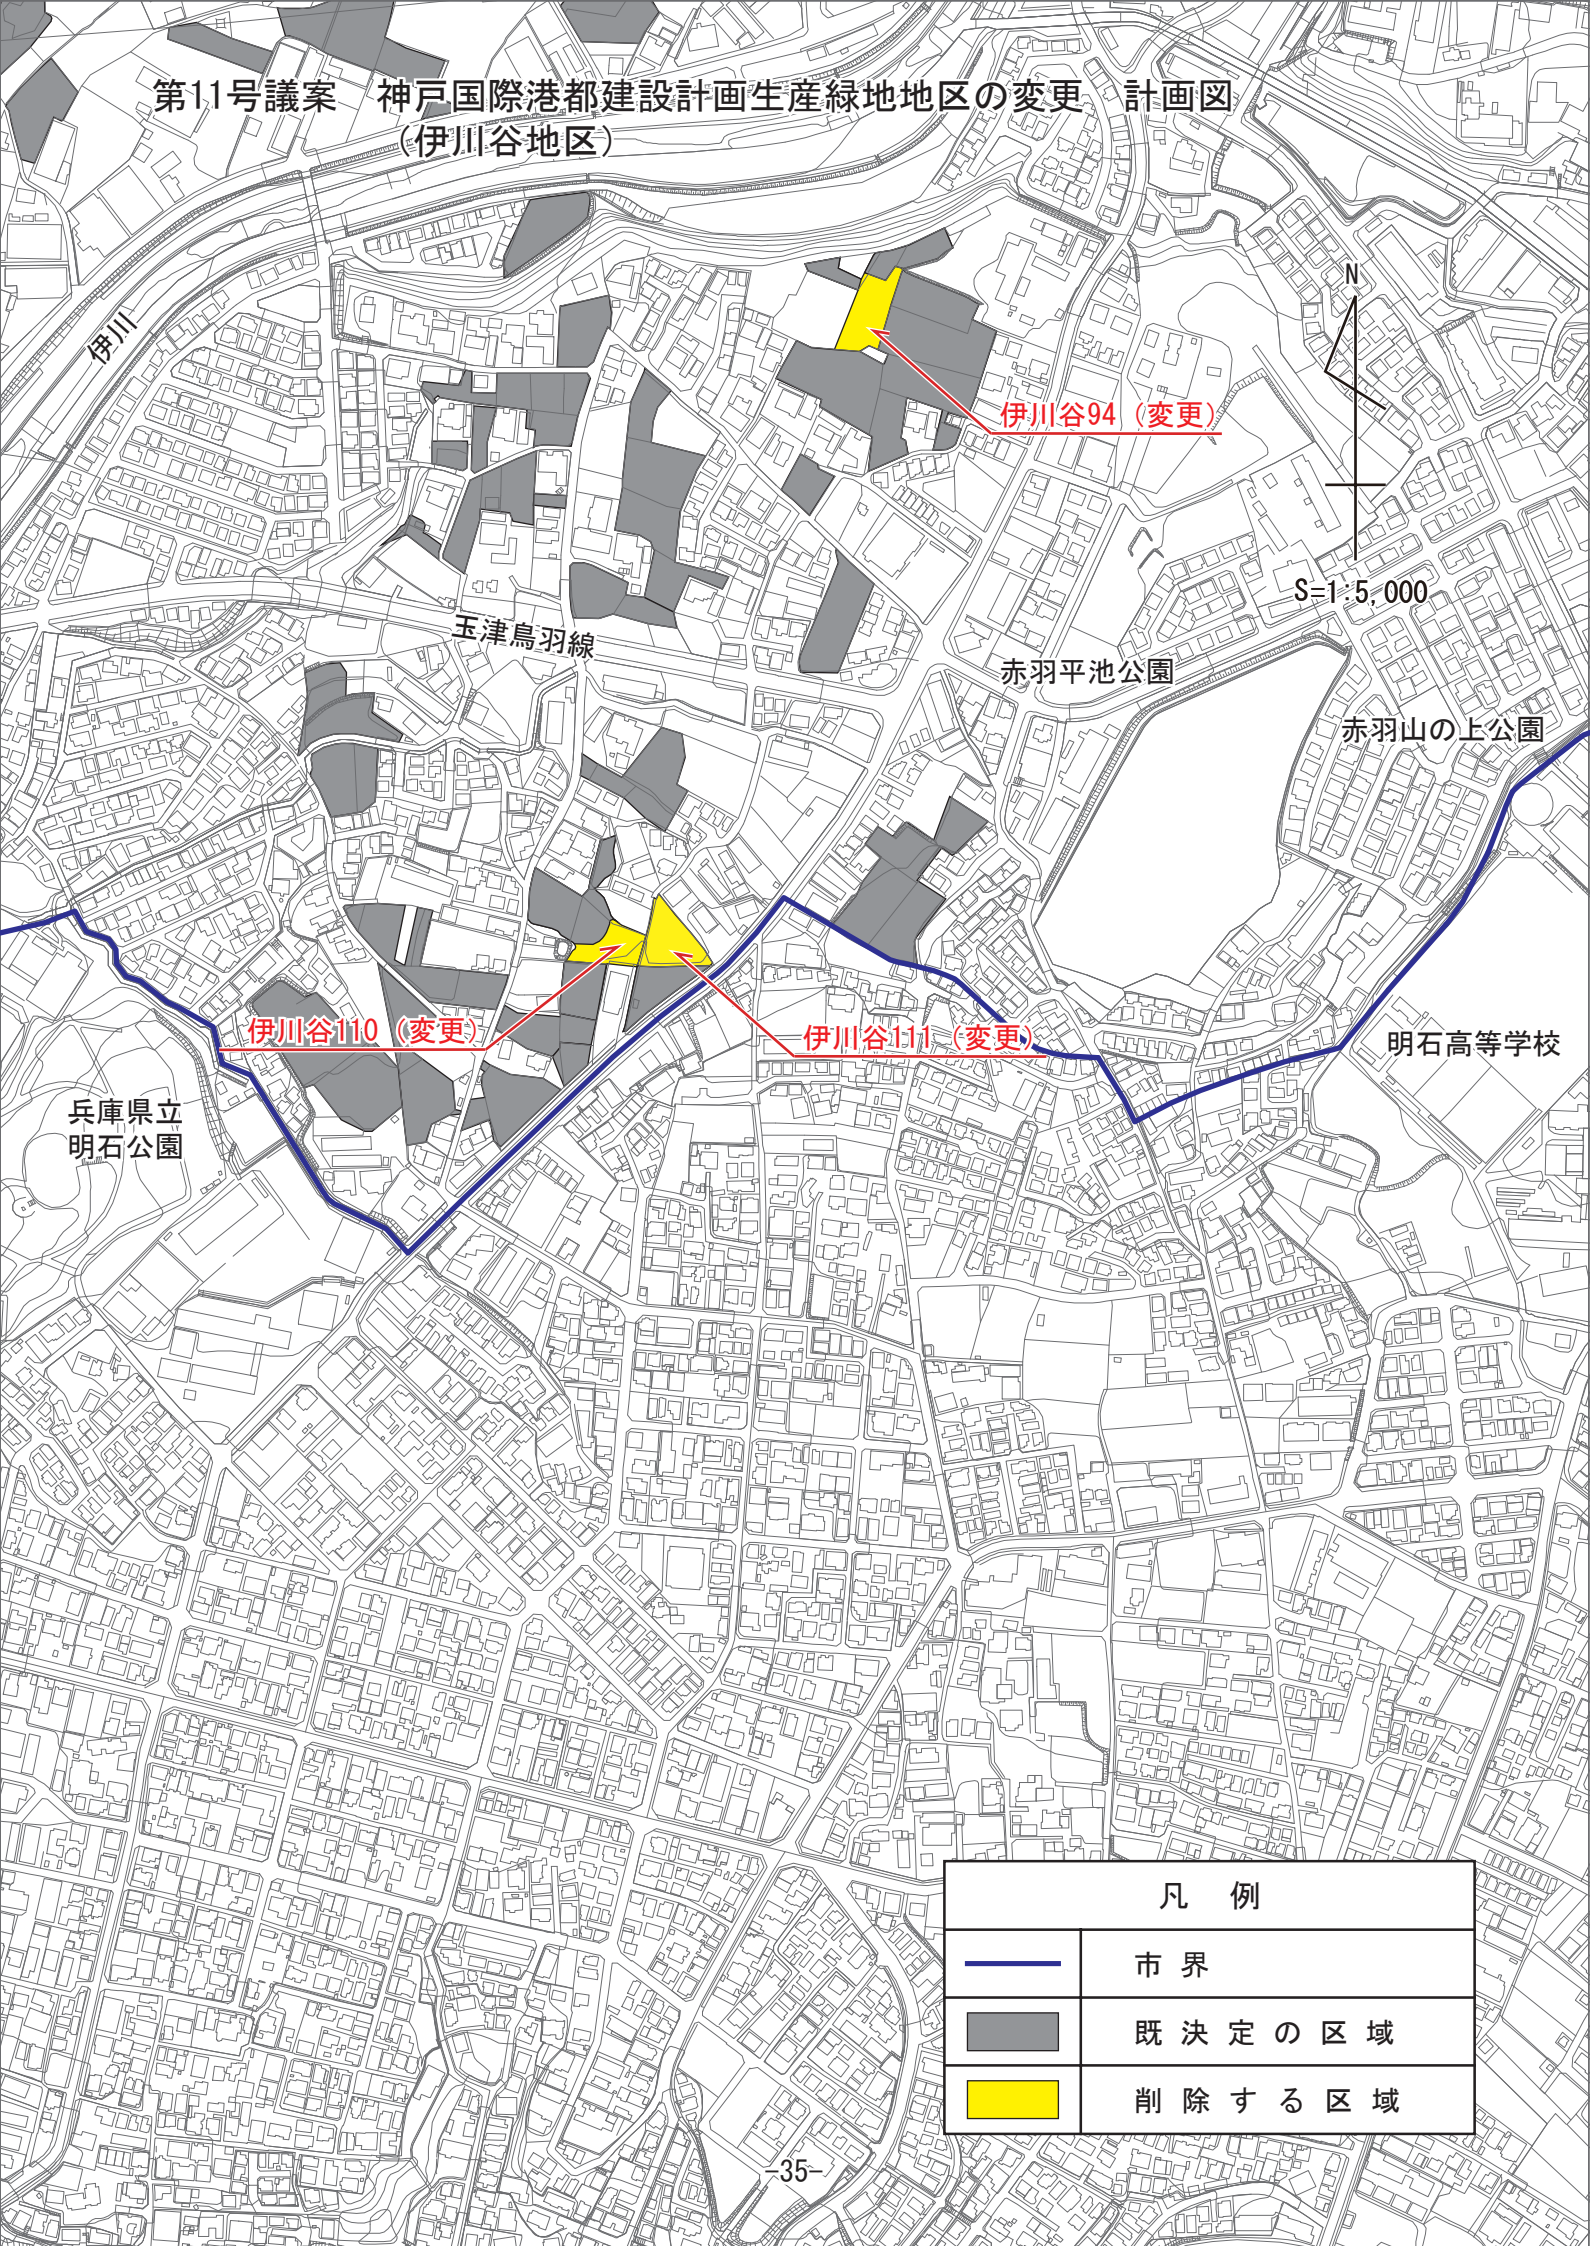 第11号議案　神戸国際港都建設計画生産緑地地区の変更　計画図
（伊川谷地区）
伊川
N
伊川谷94（変更）
S=1:5,000
玉津鳥羽線
赤羽平池公園
赤羽山の上公園
伊川谷110（変更）
伊川谷111（変更）
明石高等学校
兵庫県立
明石公園
凡　例
市 界
既 決 定 の 区 域
削 除 す る 区 域
-35-